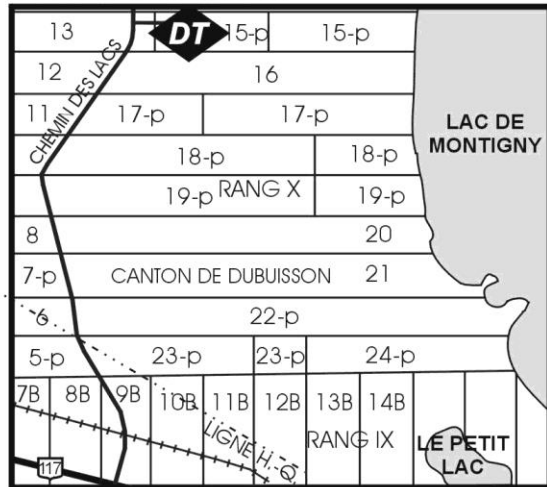 13 DT 15-p 15-p
12 16
CHEMIN DES LACS
11 17-p 17-p
LAC DE
MONTIGNY
18-p 18-p
19-p RANG X 19-p
8 20
7-p CANTON DE DUBUISSON 21
6 22-p
5-p 23-p 23-p 24-p
7B 8B 9B 10B 11B 12B 13B 14B
LIGNE H.-Q.
RANG IX
LE PETIT
LAC
117